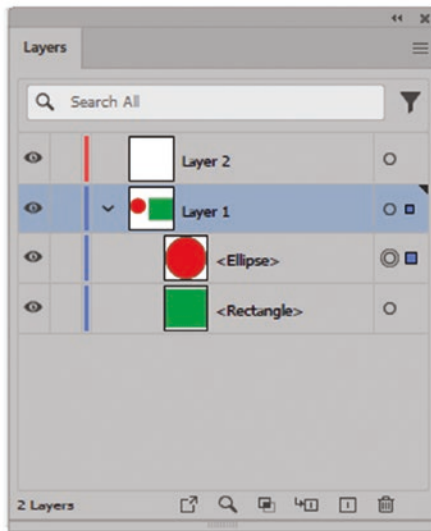 Layers
Search All
Layer 2
Layer 1
<Ellipse>
<Rectangle>
2 Layers